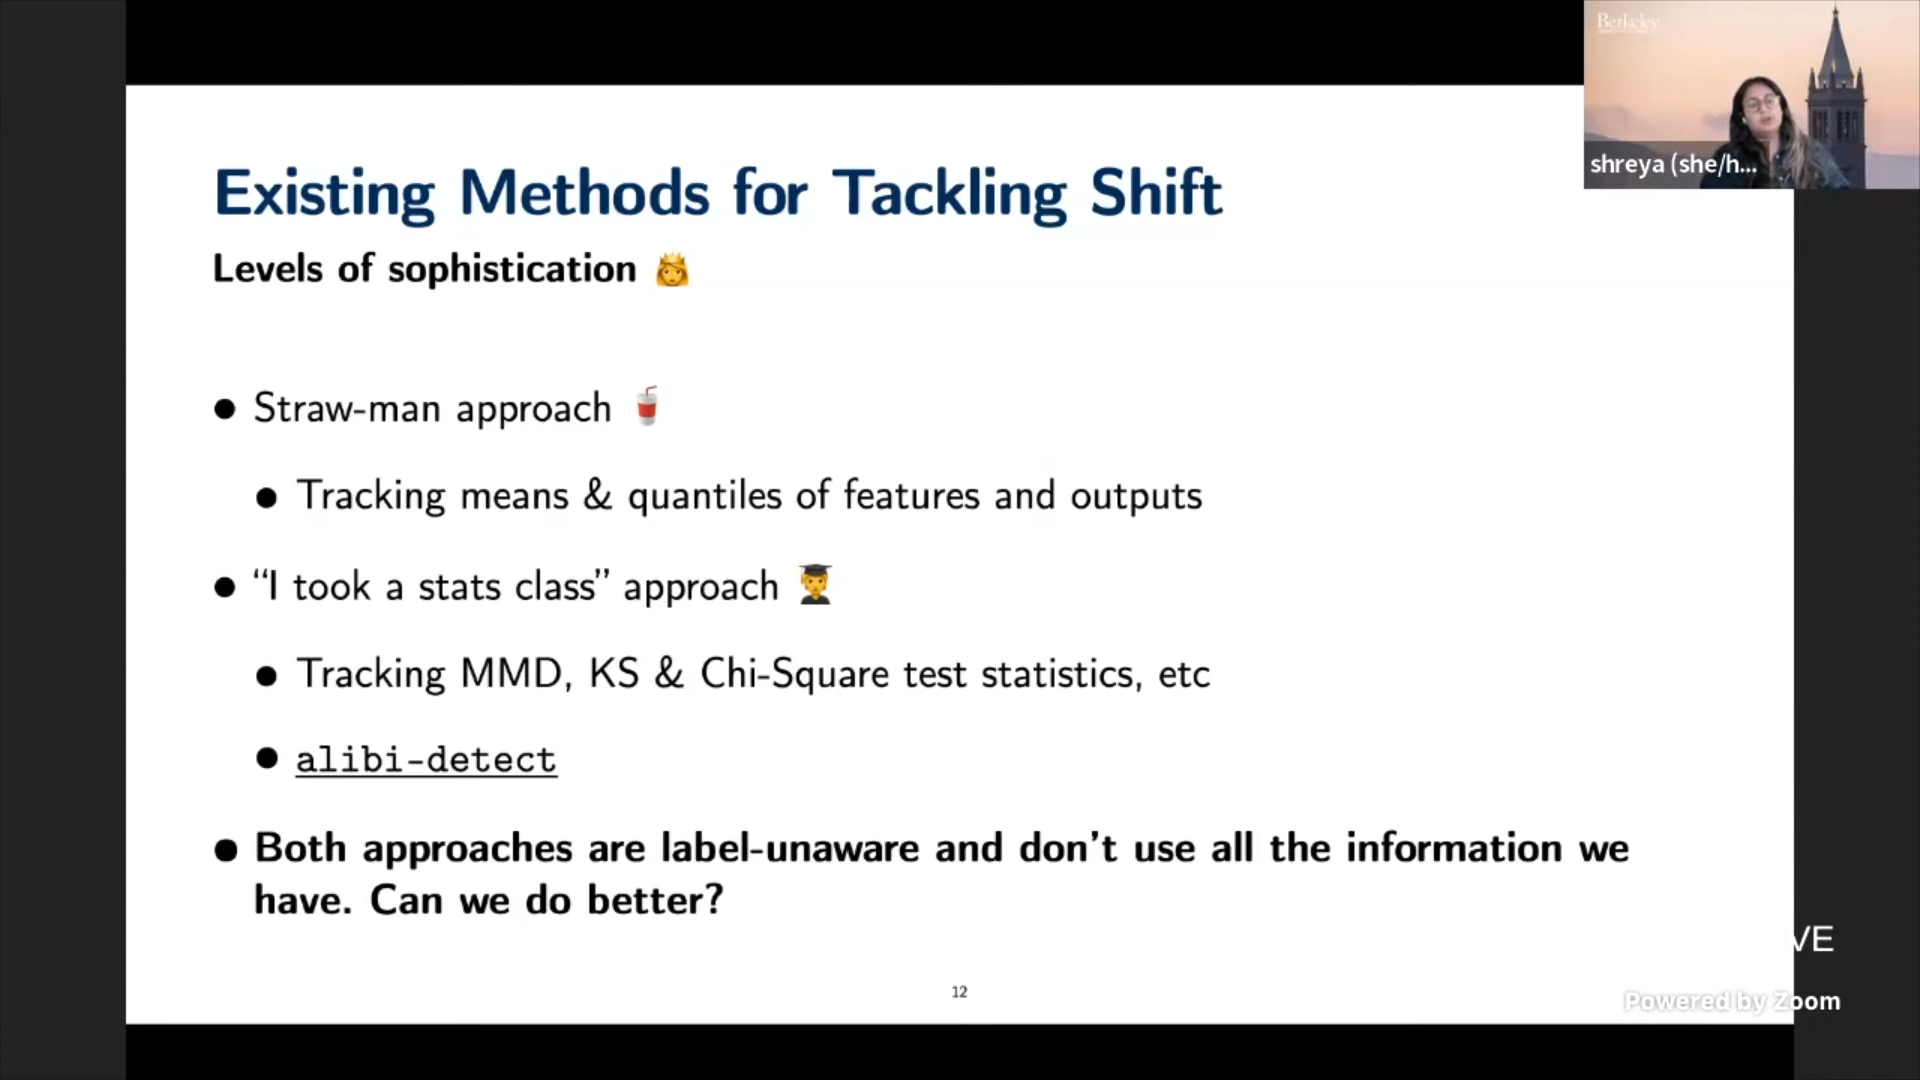 Berkeley
shreya (she/h...
Existing Methods for Tackling Shift
Levels of sophistication 👸
● Straw-man approach 🥤
● Tracking means & quantiles of features and outputs
● “I took a stats class” approach 🧑‍🎓
● Tracking MMD, KS & Chi-Square test statistics, etc
● alibi-detect
● Both approaches are label-unaware and don’t use all the information we
have. Can we do better?
VE
12
Powered by Zoom